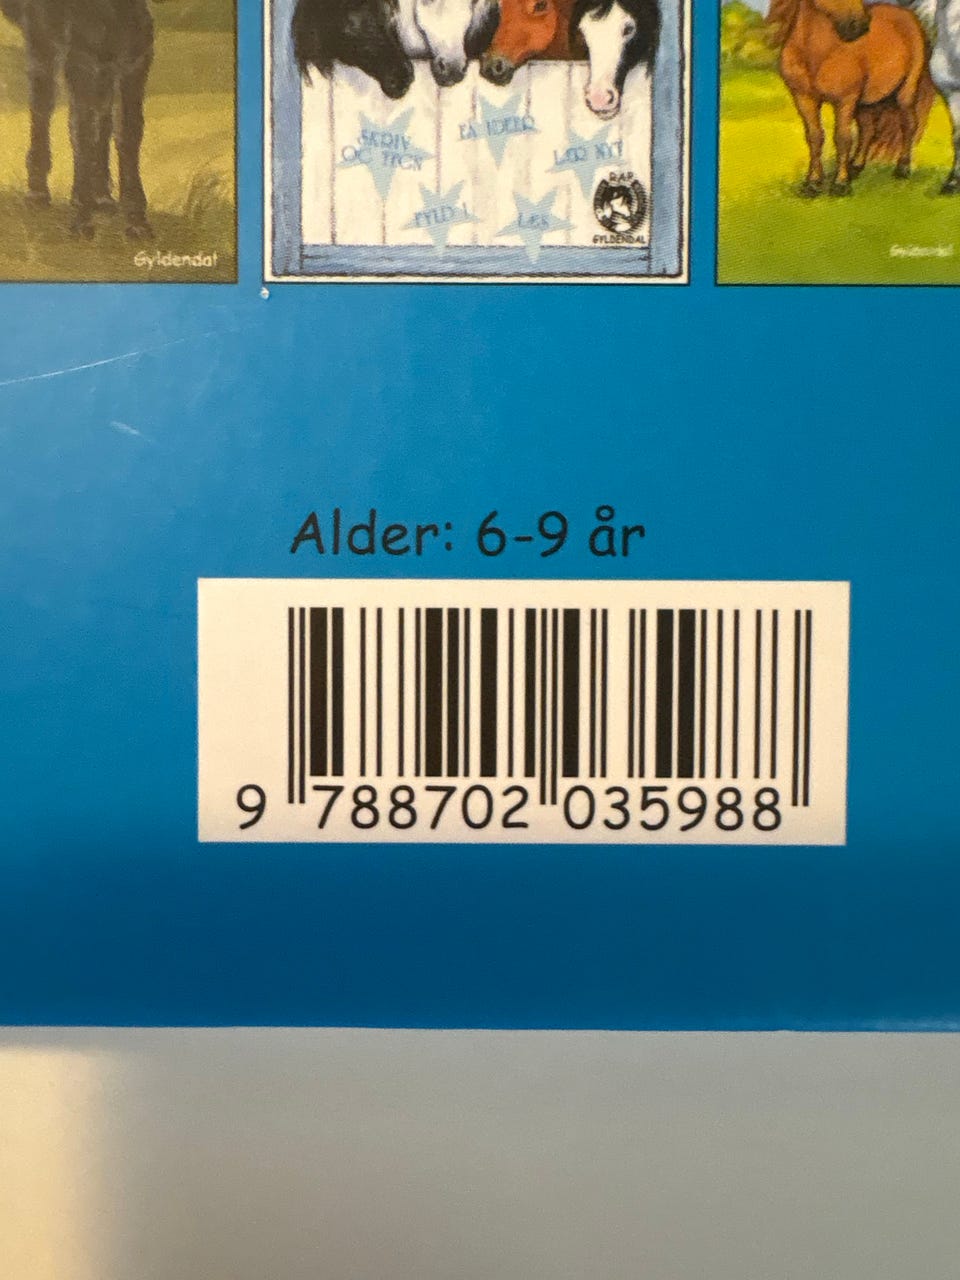 SKRIV
OG TEGN
FÅ IDEER
LÆR NYT
FYLD I
LÆS
RAP
GYLDENDAL
Gyldendal
Gyldendal
Alder: 6-9 år
9 788702 035988